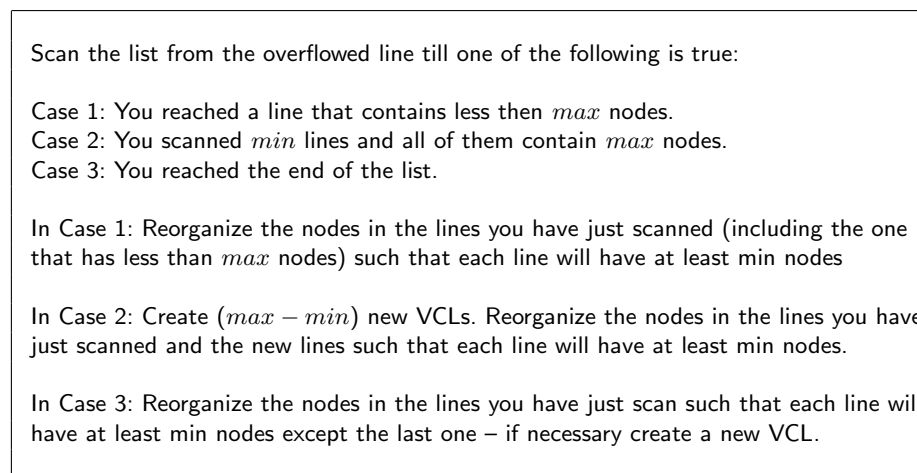 Scan the list from the overflowed line till one of the following is true:
Case 1: You reached a line that contains less then max nodes.
Case 2: You scanned min lines and all of them contain max nodes.
Case 3: You reached the end of the list.
In Case 1: Reorganize the nodes in the lines you have just scanned (including the one
that has less than max nodes) such that each line will have at least min nodes
In Case 2: Create (max − min) new VCLs. Reorganize the nodes in the lines you have
just scanned and the new lines such that each line will have at least min nodes.
In Case 3: Reorganize the nodes in the lines you have just scan such that each line wil
have at least min nodes except the last one – if necessary create a new VCL.